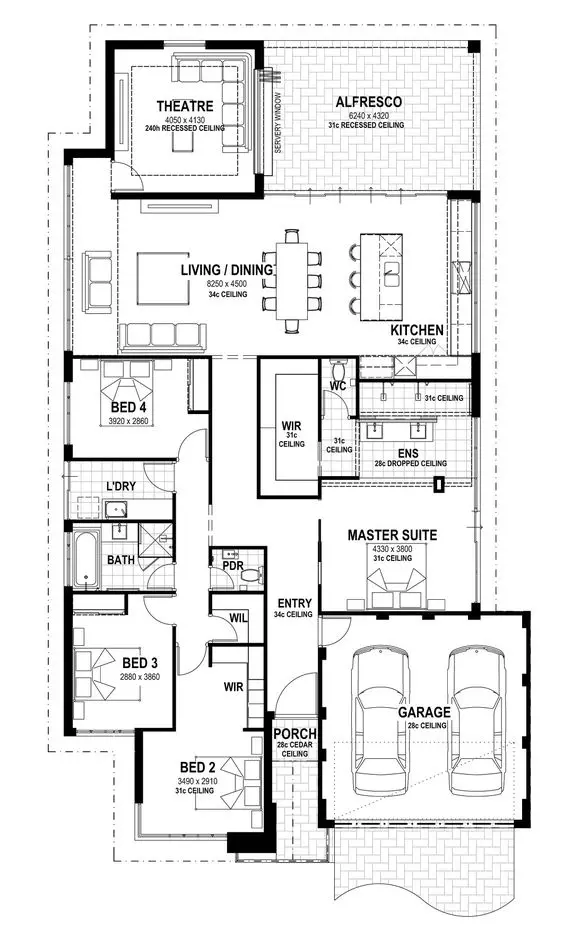 THEATRE
4050 x 4130
240h RECESSED CEILING
SERVERY WINDOW
ALFRESCO
6240 x 4320
31c RECESSED CEILING
LIVING / DINING
8250 x 4500
34c CEILING
KITCHEN
34c CEILING
BED 4
3920 x 2860
WIR
31c
CEILING
WC
31c
CEILING
31c CEILING
ENS
28c DROPPED CEILING
L'DRY
BATH
PDR
MASTER SUITE
4330 x 3800
31c CEILING
ENTRY
34c CEILING
WIL
BED 3
2880 x 3860
WIR
BED 2
3490 x 2910
31c CEILING
PORCH
28c CEDAR
CEILING
GARAGE
28c CEILING